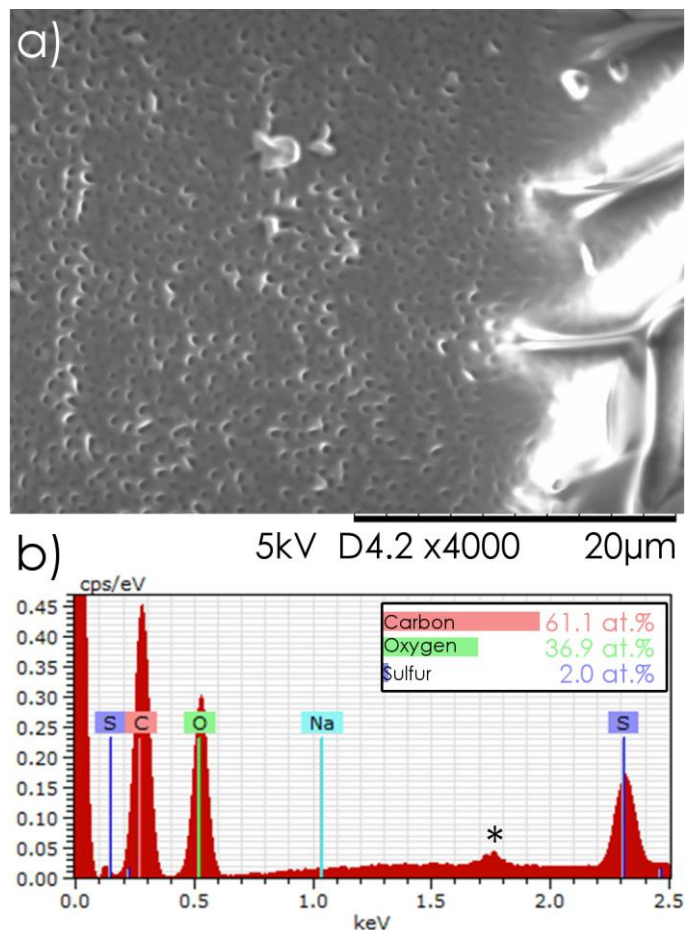 a)
5kV D4.2 x4000 20µm
b)
cps/eV
0.45
0.40
0.35
0.30
0.25
0.20
0.15
0.10
0.05
0.00
Carbon 61.1 at.%
Oxygen 36.9 at.%
Sulfur 2.0 at.%
S C O Na S
*
0.0 0.5 1.0 1.5 2.0 2.5
keV